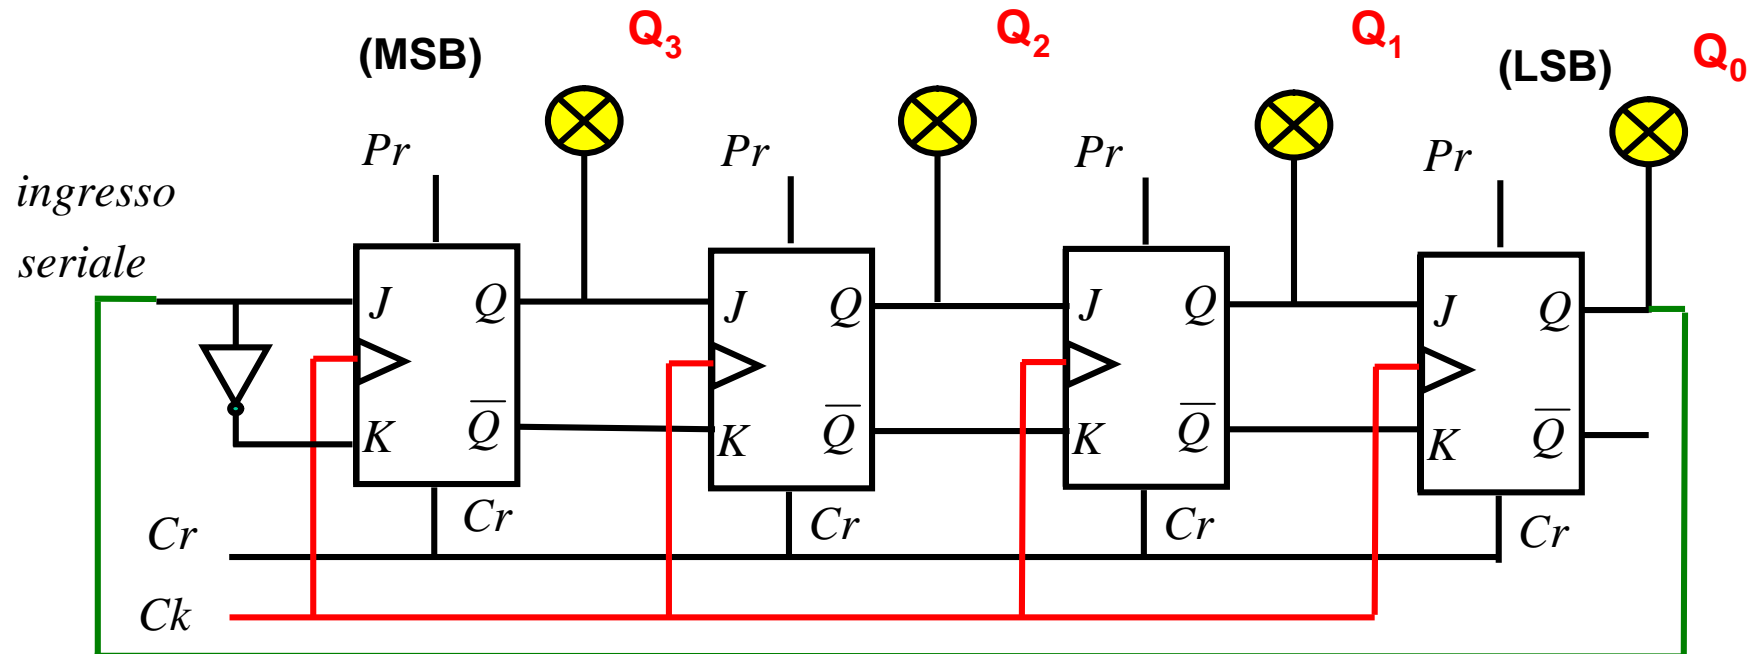 Q3
Q2
Q1
Q0
(MSB)
(LSB)
Pr
Pr
Pr
Pr
ingresso
seriale
J
Q
J
Q
J
Q
J
Q
K
Q̅
K
Q̅
K
Q̅
K
Q̅
Cr
Cr
Cr
Cr
Cr
Ck